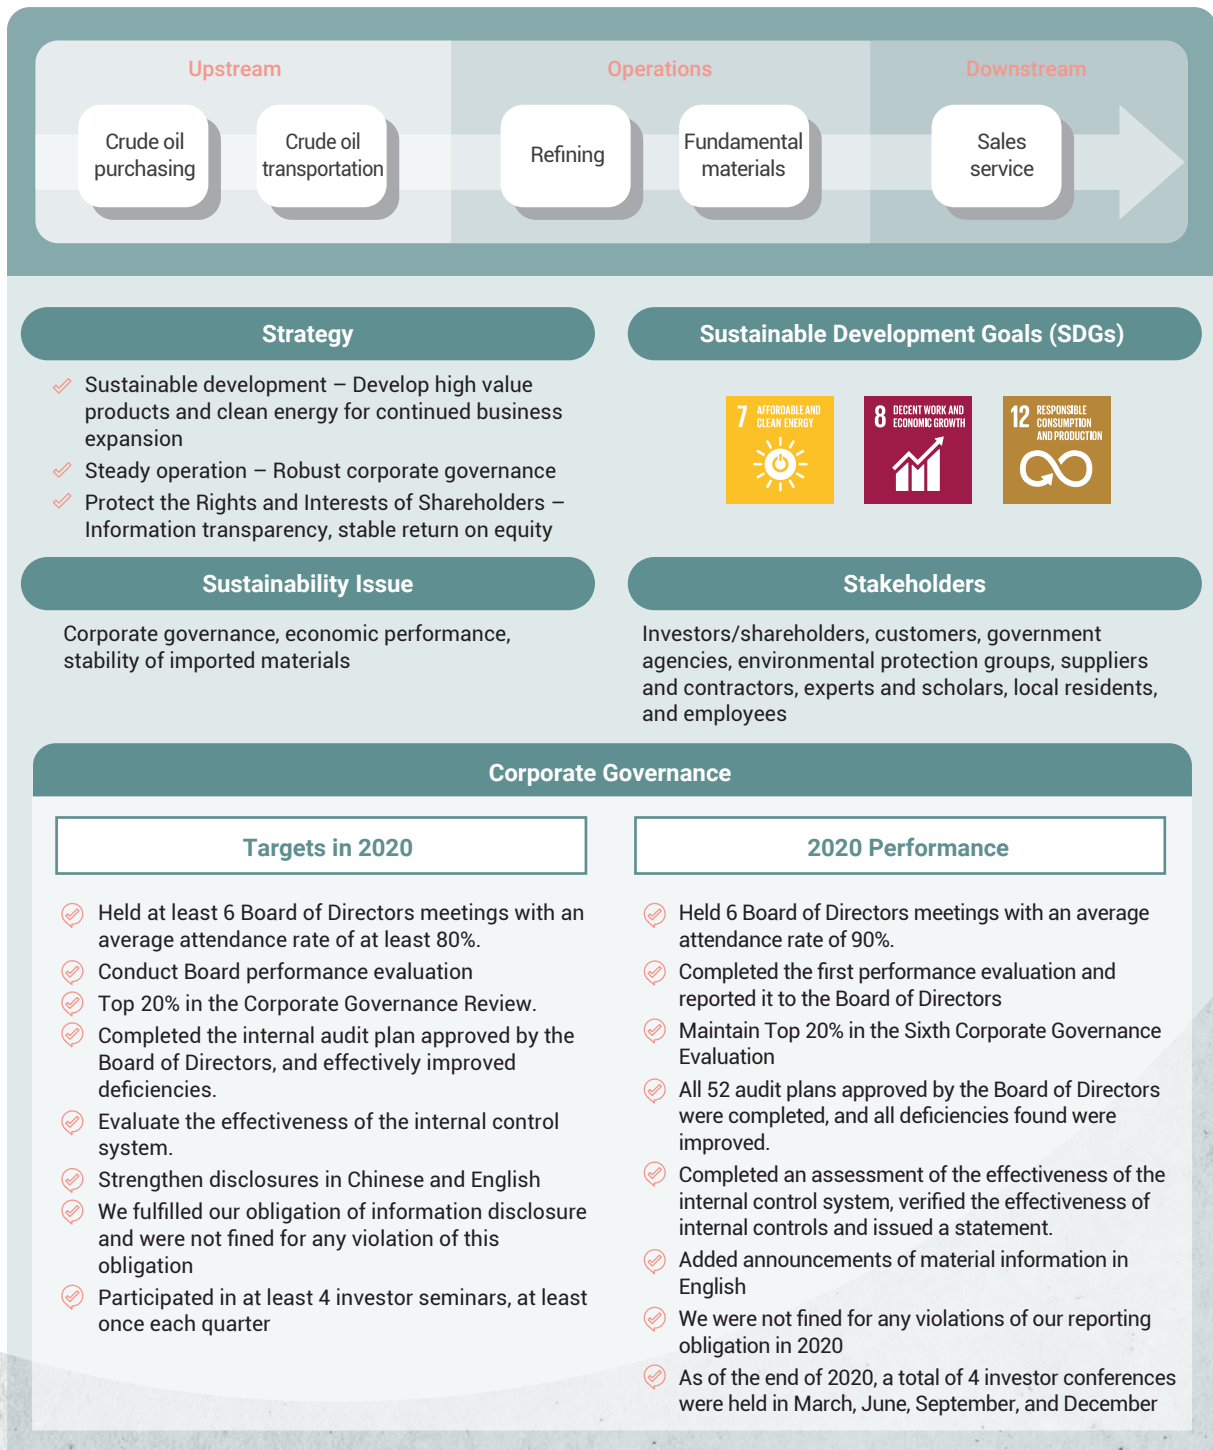 Upstream
Operations
Downstream
Crude oil
purchasing
Crude oil
transportation
Refining
Fundamental
materials
Sales
service
Strategy
Sustainable development – Develop high value
products and clean energy for continued business
expansion
Steady operation – Robust corporate governance
Protect the Rights and Interests of Shareholders –
Information transparency, stable return on equity
Sustainable Development Goals (SDGs)
7 AFFORDABLE AND
CLEAN ENERGY
8 DECENT WORK AND
ECONOMIC GROWTH
12 RESPONSIBLE
CONSUMPTION
AND PRODUCTION
Sustainability Issue
Corporate governance, economic performance,
stability of imported materials
Stakeholders
Investors/shareholders, customers, government
agencies, environmental protection groups, suppliers
and contractors, experts and scholars, local residents,
and employees
Corporate Governance
Targets in 2020
Held at least 6 Board of Directors meetings with an
average attendance rate of at least 80%.
Conduct Board performance evaluation
Top 20% in the Corporate Governance Review.
Completed the internal audit plan approved by the
Board of Directors, and effectively improved
deficiencies.
Evaluate the effectiveness of the internal control
system.
Strengthen disclosures in Chinese and English
We fulfilled our obligation of information disclosure
and were not fined for any violation of this
obligation
Participated in at least 4 investor seminars, at least
once each quarter
2020 Performance
Held 6 Board of Directors meetings with an average
attendance rate of 90%.
Completed the first performance evaluation and
reported it to the Board of Directors
Maintain Top 20% in the Sixth Corporate Governance
Evaluation
All 52 audit plans approved by the Board of Directors
were completed, and all deficiencies found were
improved.
Completed an assessment of the effectiveness of the
internal control system, verified the effectiveness of
internal controls and issued a statement.
Added announcements of material information in
English
We were not fined for any violations of our reporting
obligation in 2020
As of the end of 2020, a total of 4 investor conferences
were held in March, June, September, and December